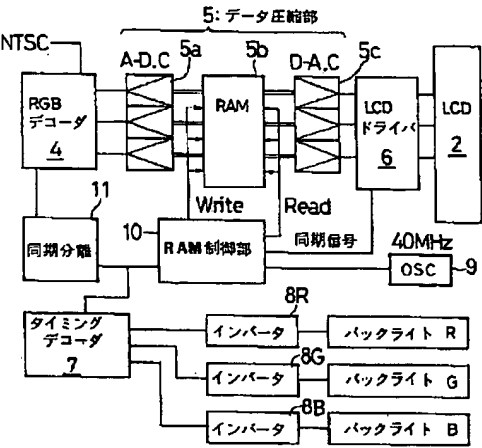 5:データ圧縮部
NTSC
A-D,C
5a
5b
D-A,C
5c
RGB
デコーダ
4
RAM
LCD
ドライバ
6
LCD
2
11
Write
Read
同期分離
10
RAM制御部
同期信号
40MHz
OSC
9
タイミング
デコーダ
7
8R
インバータ
バックライト R
8G
インバータ
バックライト G
8B
インバータ
バックライト B